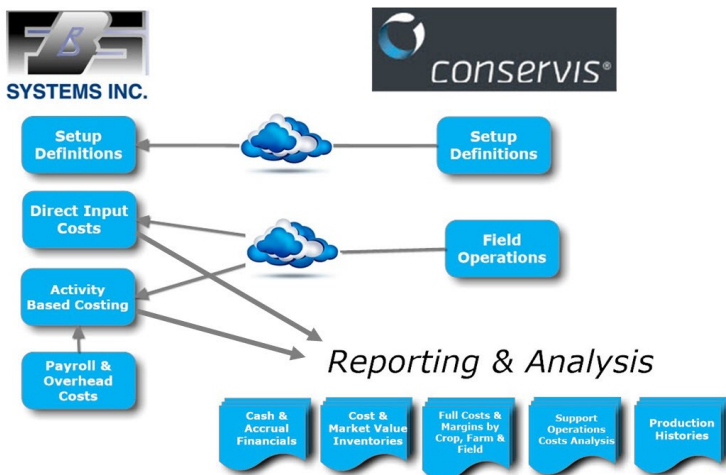 FBS
SYSTEMS INC.
conservis®
Setup
Definitions
Setup
Definitions
Direct Input
Costs
Field
Operations
Activity
Based Costing
Payroll &
Overhead
Costs
Reporting & Analysis
Cash &
Accrual
Financials
Cost &
Market Value
Inventories
Full Costs &
Margins by
Crop, Farm &
Field
Support
Operations
Costs Analysis
Production
Histories